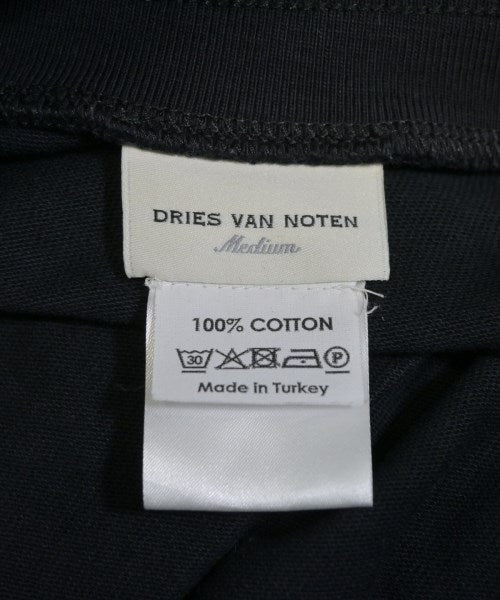 DRIES VAN NOTEN
Medium
100% COTTON
30 P
Made in Turkey